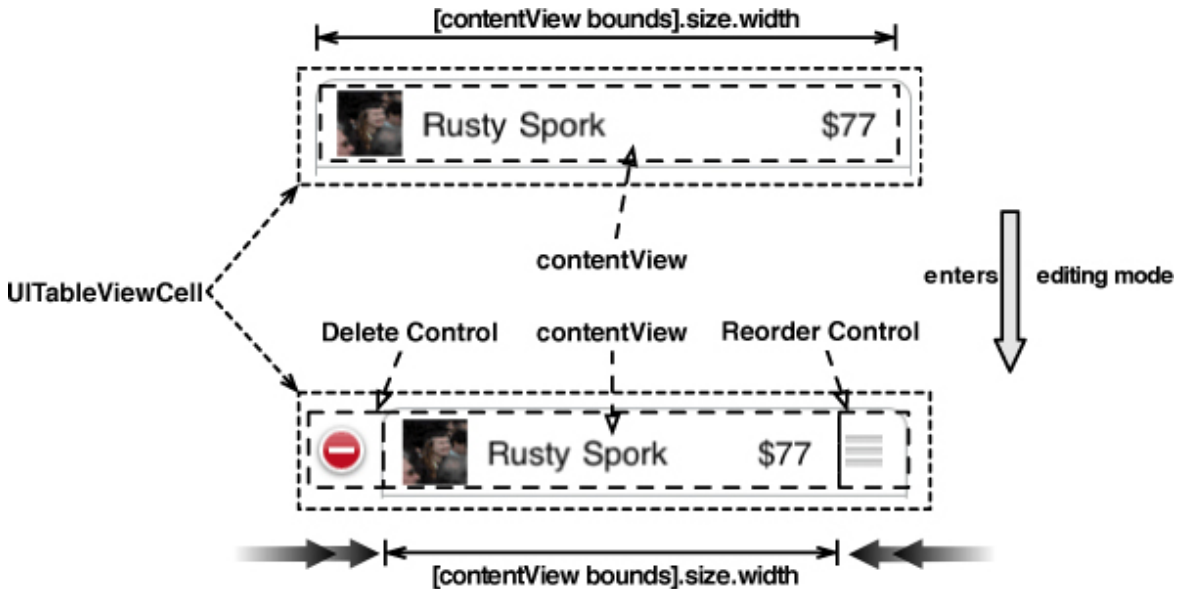 [contentView bounds].size.width
Rusty Spork $77
contentView
UITableViewCell
enters editing mode
Delete Control contentView Reorder Control
Rusty Spork $77
[contentView bounds].size.width